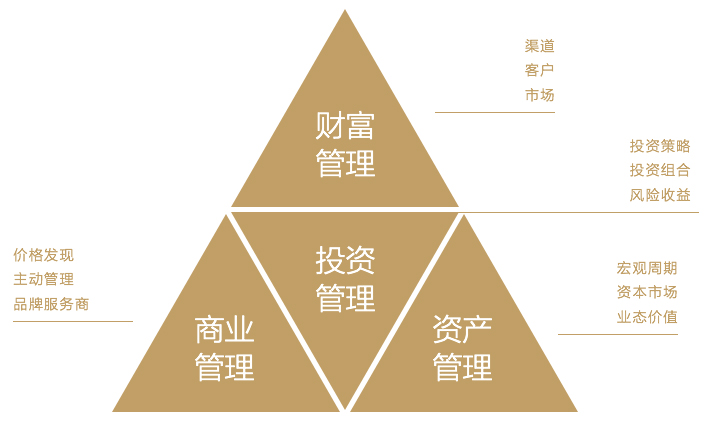 渠道
客户
市场
财富
管理
投资策略
投资组合
风险收益
价格发现
主动管理
品牌服务商
投资
管理
宏观周期
资本市场
业态价值
商业
管理
资产
管理